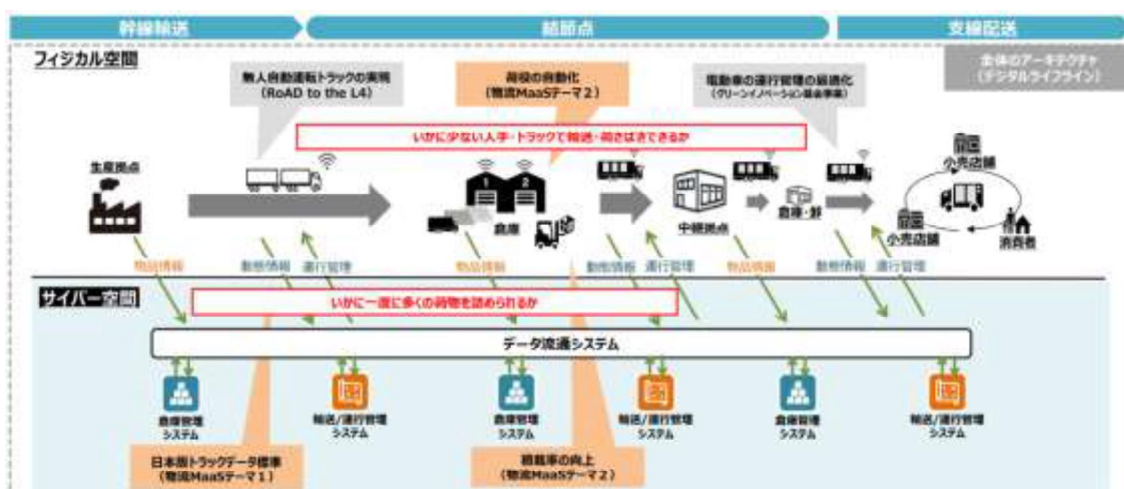 幹線輸送
結節点
支線配送
フィジカル空間
全体のアーキテクチャ
(デジタルライフライン)
無人自動運転トラックの実現
(RoAD to the L4)
荷役の自動化
(物流MaaSテーマ2)
電動車の運行管理の最適化
(グリーンイノベーション基金事業)
いかに少ない人手・トラックで輸送・荷さばきできるか
生産拠点
1
2
倉庫
中継拠点
倉庫・卸
小売店舗
小売店舗
消費者
物品情報
動態情報
運行管理
物品情報
動態情報
運行管理
物品情報
動態情報
運行管理
サイバー空間
いかに一度に多くの荷物を詰められるか
データ流通システム
倉庫管理
システム
輸送/運行管理
システム
倉庫管理
システム
輸送/運行管理
システム
倉庫管理
システム
輸送/運行管理
システム
日本版トラックデータ標準
(物流MaaSテーマ1)
積載率の向上
(物流MaaSテーマ2)